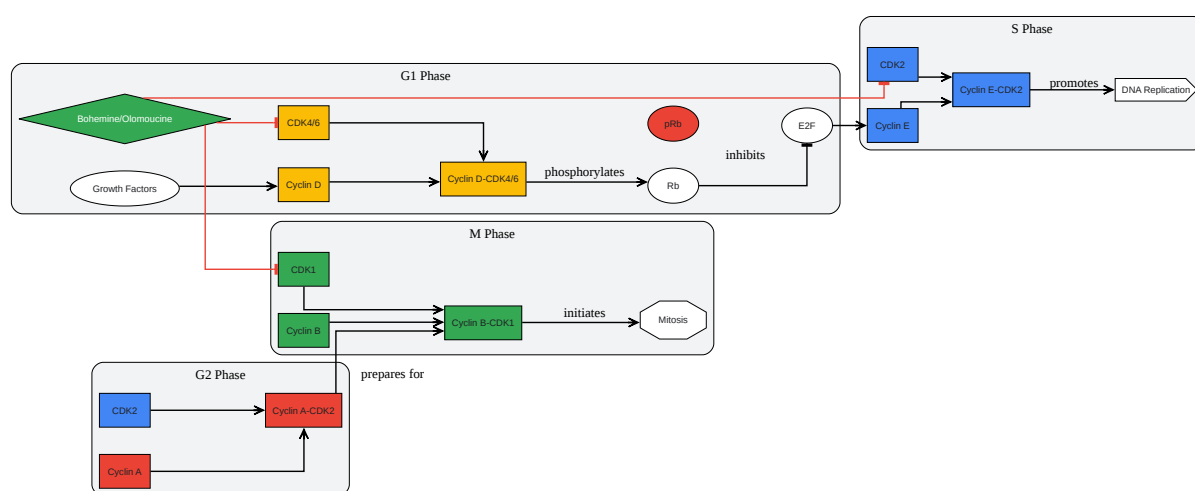 S Phase
CDK2
Cyclin E-CDK2
promotes
DNA Replication
Cyclin E
G1 Phase
Bohemine/Olomoucine
CDK4/6
pRb
E2F
inhibits
Growth Factors
Cyclin D
Cyclin D-CDK4/6
phosphorylates
Rb
M Phase
CDK1
Cyclin B
Cyclin B-CDK1
initiates
Mitosis
G2 Phase
prepares for
CDK2
Cyclin A-CDK2
Cyclin A